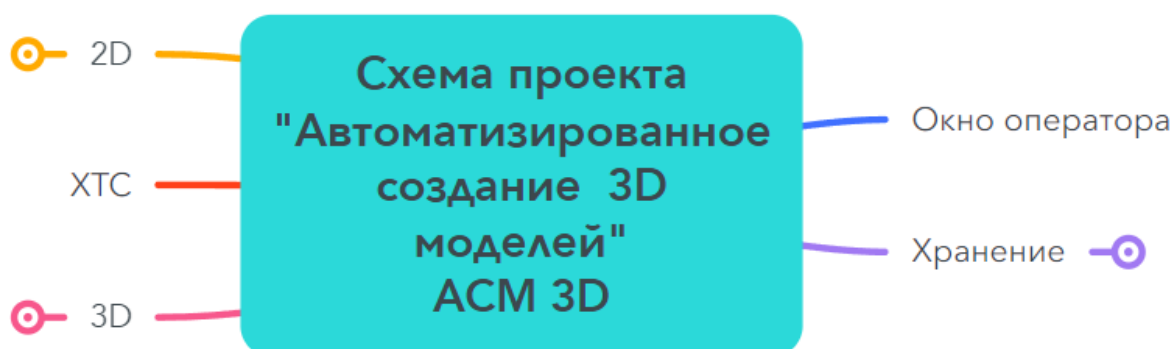 2D
ХТС
3D
Схема проекта
"Автоматизированное
создание 3D
моделей"
АСМ 3D
Окно оператора
Хранение